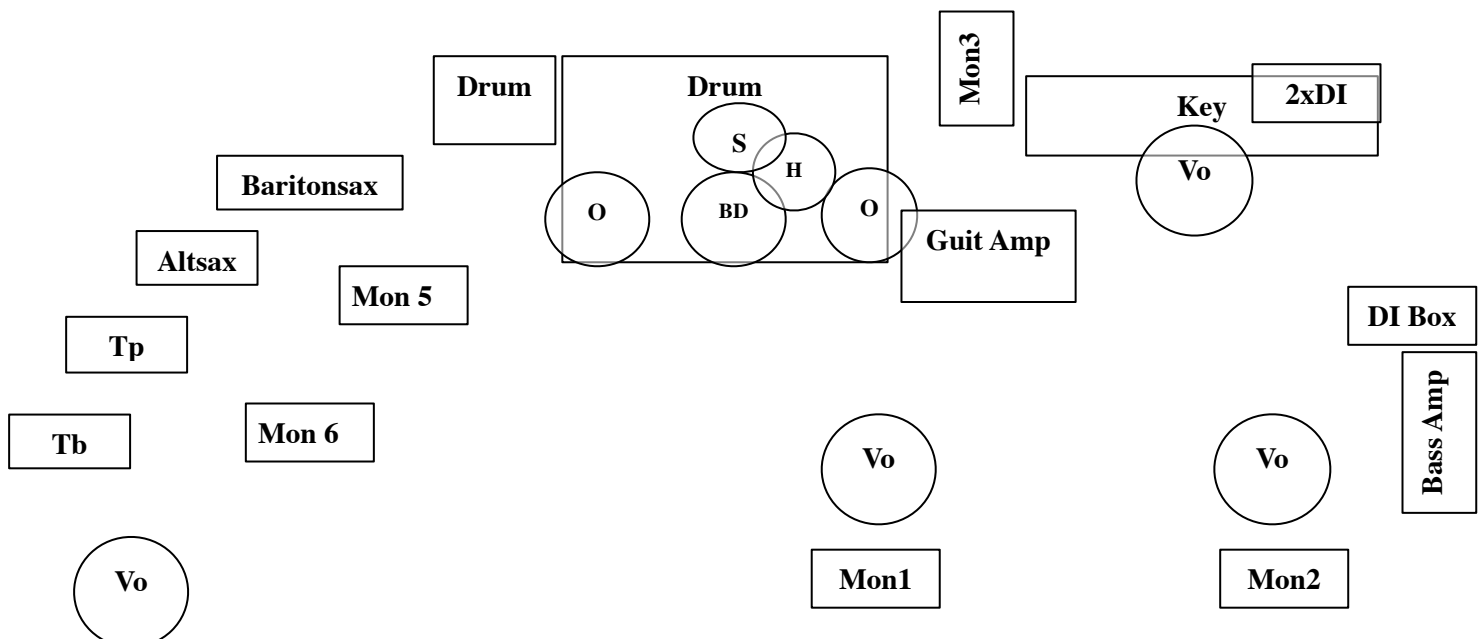 Mon3
Drum
Drum
2xDI
Key
S
H
Vo
Baritonsax
O
BD
O
Guit Amp
Altsax
Mon 5
DI Box
Tp
Bass Amp
Tb
Mon 6
Vo
Vo
Vo
Mon1
Mon2